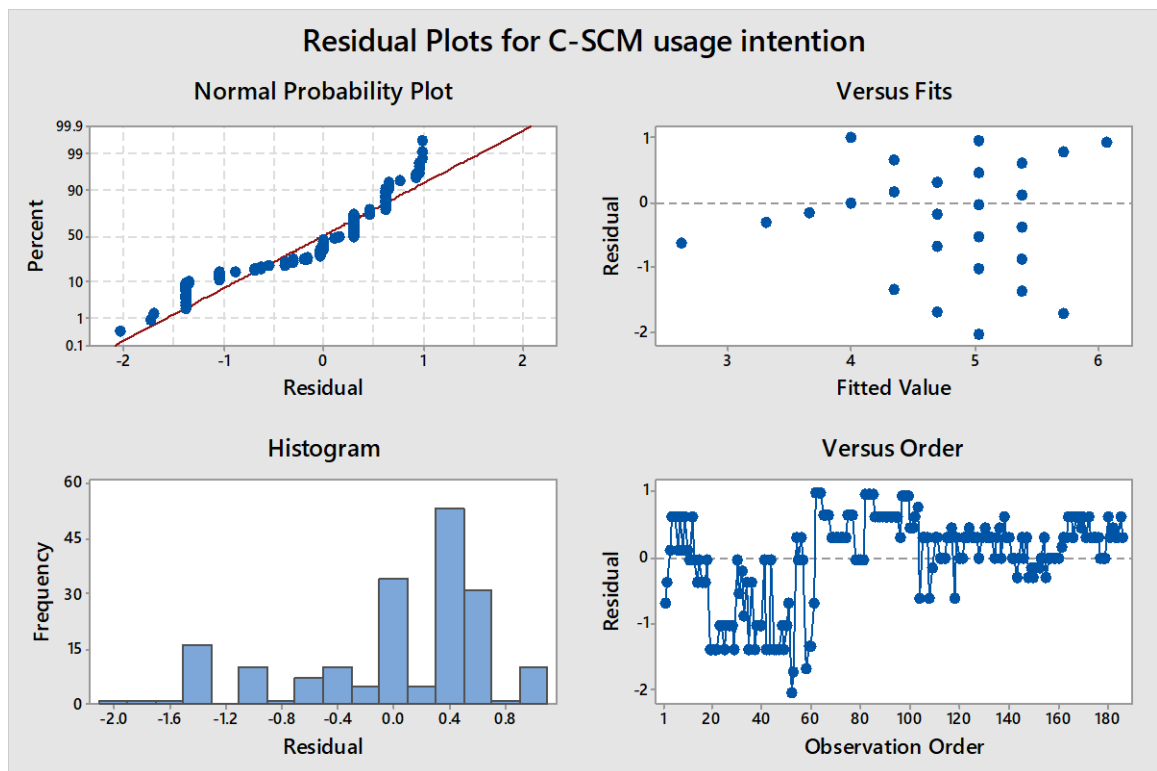 Residual Plots for C-SCM usage intention
Normal Probability Plot
99.9
99
90
50
10
1
0.1
Percent
-2 -1 0 1 2
Residual
Versus Fits
1
0
-1
-2
Residual
3 4 5 6
Fitted Value
Histogram
60
45
30
15
0
Frequency
-2.0 -1.6 -1.2 -0.8 -0.4 0.0 0.4 0.8
Residual
Versus Order
1
0
-1
-2
Residual
1 20 40 60 80 100 120 140 160 180
Observation Order